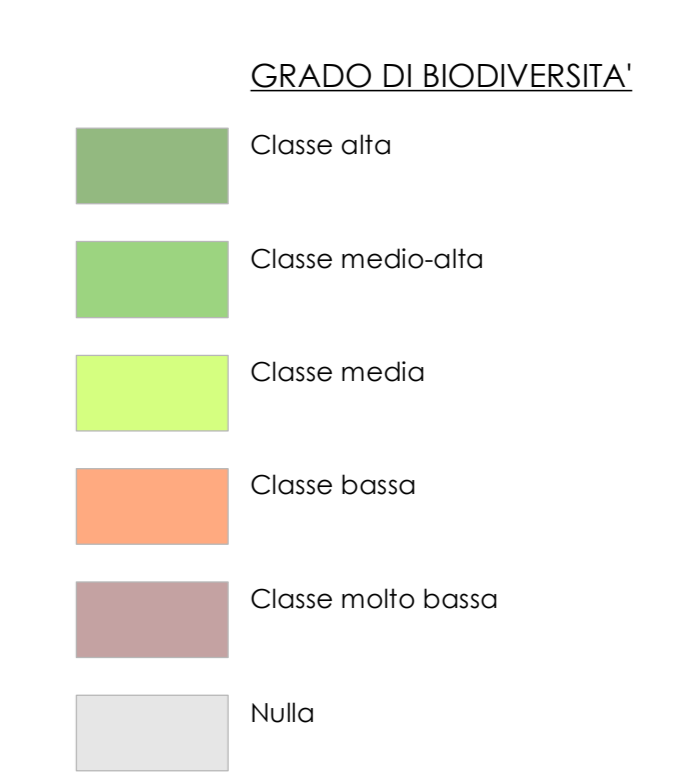 GRADO DI BIODIVERSITA'
Classe alta
Classe medio-alta
Classe media
Classe bassa
Classe molto bassa
Nulla